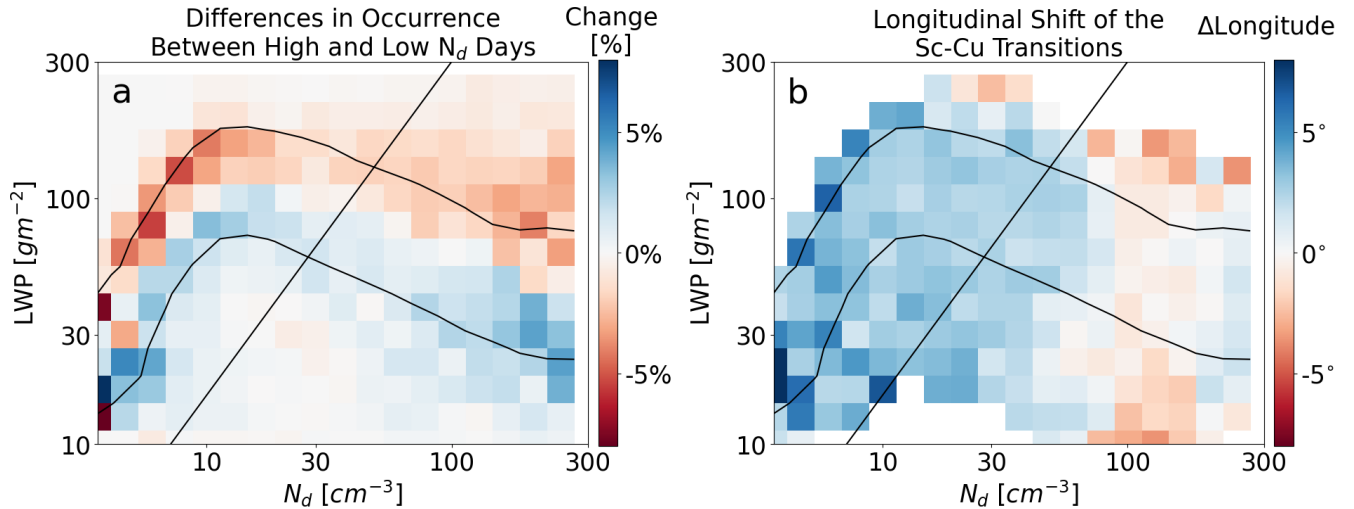 Differences in Occurrence
Between High and Low N_d Days
Change
[%]
a
300
100
30
10
LWP [gm^{-2}]
10
30
100
300
N_d [cm^{-3}]
5%
0%
-5%
Longitudinal Shift of the
Sc-Cu Transitions
ΔLongitude
b
300
100
30
10
LWP [gm^{-2}]
10
30
100
300
N_d [cm^{-3}]
5°
0°
-5°